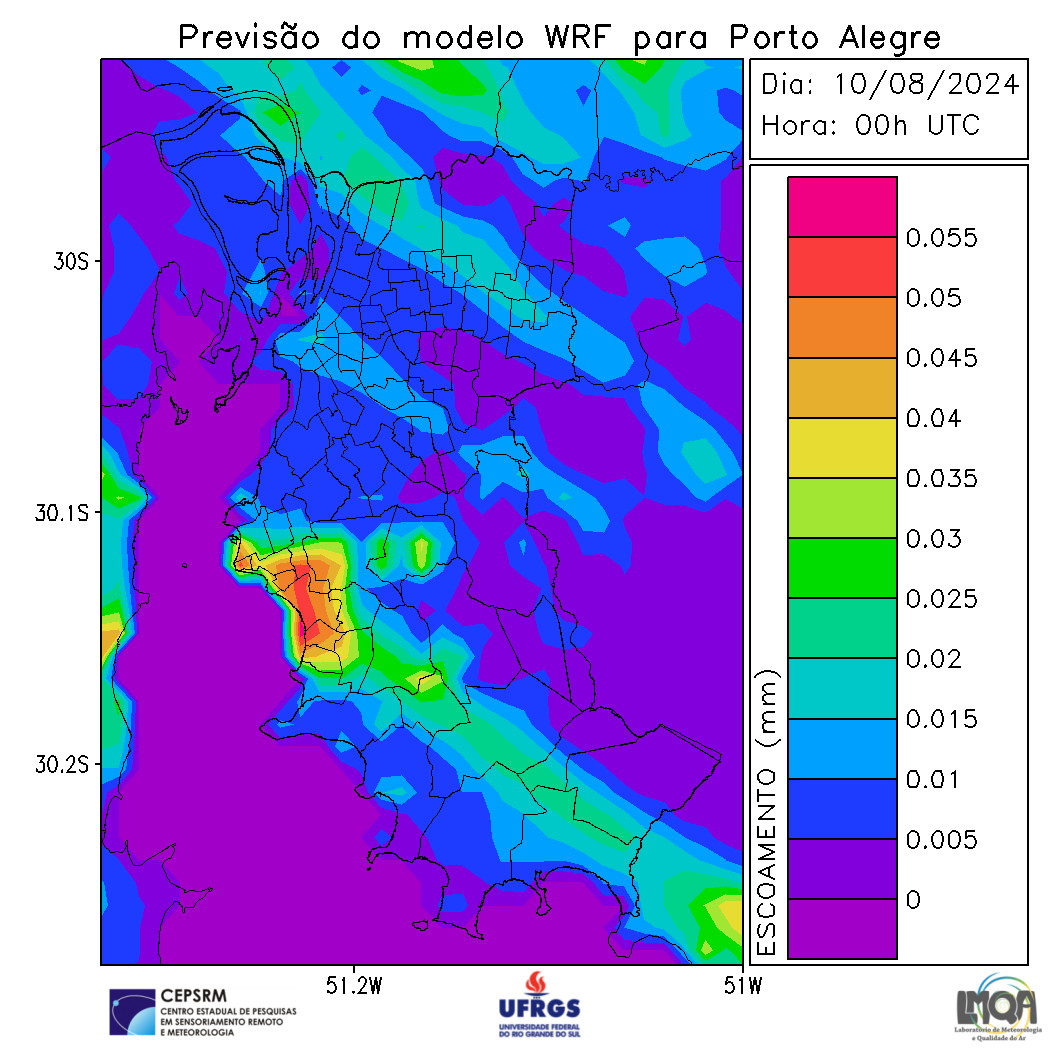 Previsão do modelo WRF para Porto Alegre
Dia: 10/08/2024
Hora: 00h UTC
30S
30.1S
30.2S
51.2W
51W
ESCOAMENTO (mm)
0.055
0.05
0.045
0.04
0.035
0.03
0.025
0.02
0.015
0.01
0.005
0
CEPSRM
CENTRO ESTADUAL DE PESQUISAS
EM SENSORIAMENTO REMOTO
E METEOROLOGIA
UFRGS
UNIVERSIDADE FEDERAL
DO RIO GRANDE DO SUL
LMQA
Laboratório de Meteorologia
e Qualidade do Ar